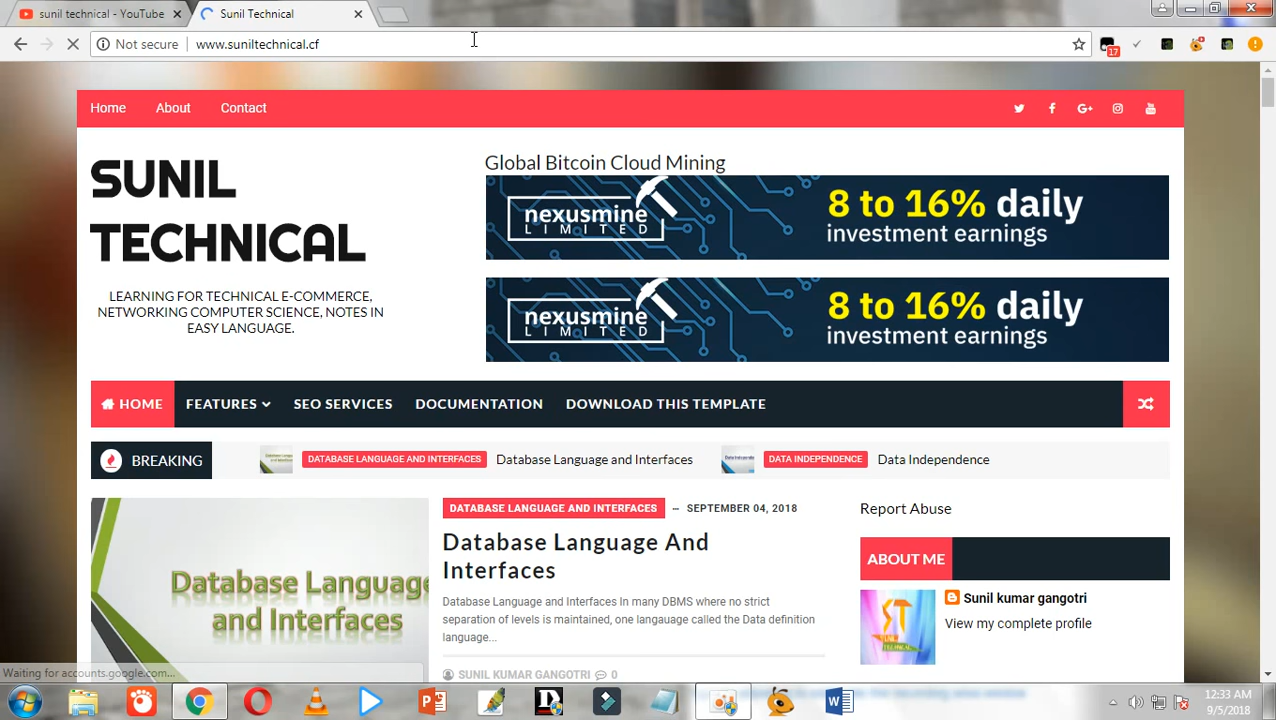 sunil technical - YouTube
Sunil Technical
Not secure
www.suniltechnical.cf
17
Home About Contact
SUNIL
TECHNICAL
LEARNING FOR TECHNICAL E-COMMERCE,
NETWORKING COMPUTER SCIENCE, NOTES IN
EASY LANGUAGE.
Global Bitcoin Cloud Mining
nexusmine
LIMITED
8 to 16% daily
investment earnings
nexusmine
LIMITED
8 to 16% daily
investment earnings
HOME FEATURES SEO SERVICES DOCUMENTATION DOWNLOAD THIS TEMPLATE
BREAKING DATABASE LANGUAGE AND INTERFACES Database Language and Interfaces DATA INDEPENDENCE Data Independence
Database Language
and Interfaces
DATABASE LANGUAGE AND INTERFACES – SEPTEMBER 04, 2018
Database Language And
Interfaces
Database Language and Interfaces In many DBMS where no strict
separation of levels is maintained, one langauage called the Data definition
language...
SUNIL KUMAR GANGOTRI 0
Report Abuse
ABOUT ME
Sunil kumar gangotri
View my complete profile
Waiting for accounts.google.com...
12:33 AM
9/5/2018